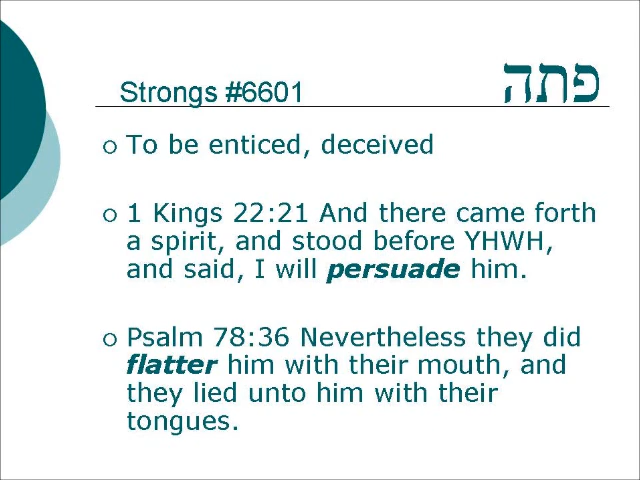 Strongs #6601 פתה
To be enticed, deceived
1 Kings 22:21 And there came forth
a spirit, and stood before YHWH,
and said, I will persuade him.
Psalm 78:36 Nevertheless they did
flatter him with their mouth, and
they lied unto him with their
tongues.